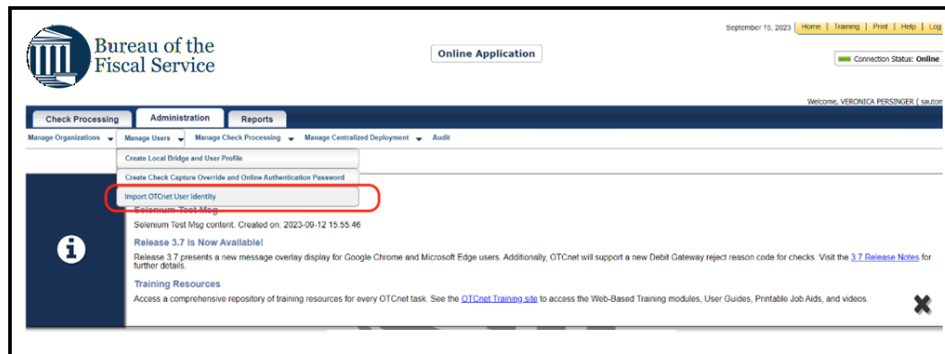 September 15, 2023 Home | Training | Print | Help | Log
Bureau of the
Fiscal Service
Online Application
Connection Status: Online
Welcome, VERONICA PERSINGER ( sautom
Check Processing Administration Reports
Manage Organizations Manage Users Manage Check Processing Manage Centralized Deployment Audit
Create Local Bridge and User Profile
Create Check Capture Override and Online Authentication Password
Import OTCnet User Identity
Selenium Test Msg
Selenium Test Msg content. Created on: 2023-09-12 15:55:46
Release 3.7 is Now Available!
Release 3.7 presents a new message overlay display for Google Chrome and Microsoft Edge users. Additionally, OTCnet will support a new Debit Gateway reject reason code for checks. Visit the 3.7 Release Notes for
further details.
Training Resources
Access a comprehensive repository of training resources for every OTCnet task. See the OTCnet Training site to access the Web-Based Training modules, User Guides, Printable Job Aids, and videos.